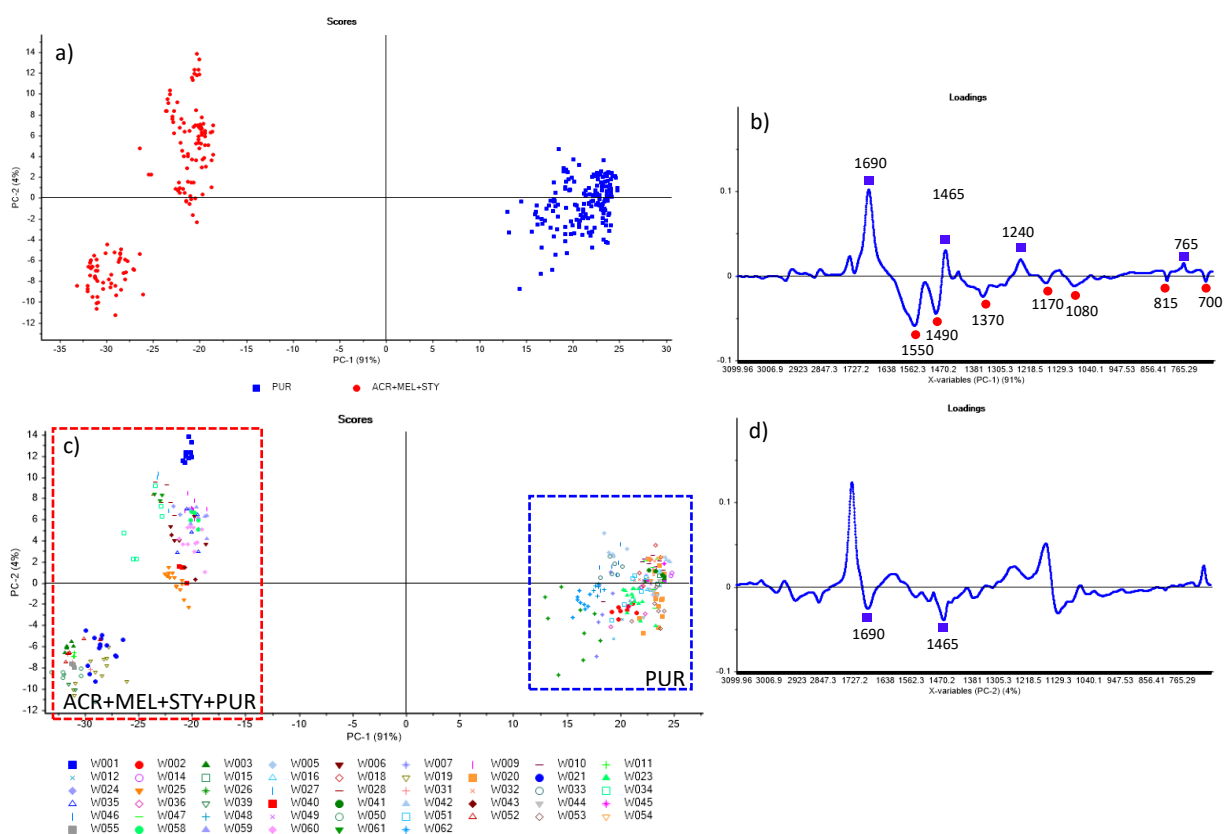 Scores
a)
14
12
10
8
6
4
2
0
-2
-4
-6
-8
-10
-12
PC-2 (4%)
-35 -30 -25 -20 -15 -10 -5 0 5 10 15 20 25 30
PC-1 (91%)
PUR ACR+MEL+STY
Loadings
b)
0.1
0
-0.1
1690
1465
1240
765
1550
1490
1370
1170
1080
815
700
3099.96 3006.9 2923 2847.3 1727.2 1638 1562.3 1470.2 1381 1305.3 1218.5 1129.3 1040.1 947.53 856.41 765.29
X-variables (PC-1) (91%)
Scores
c)
14
12
10
8
6
4
2
0
-2
-4
-6
-8
-10
-12
PC-2 (4%)
ACR+MEL+STY+PUR
PUR
-30 -25 -20 -15 -10 -5 0 5 10 15 20 25
PC-1 (91%)
W001 W002 W003 W005 W006 W007 W009 W010 W011
W012 W014 W015 W016 W018 W019 W020 W021 W023
W024 W025 W026 W027 W028 W031 W032 W033 W034
W035 W036 W039 W040 W041 W042 W043 W044 W045
W046 W047 W048 W049 W050 W051 W052 W053 W054
W055 W058 W059 W060 W061 W062
Loadings
d)
0.1
0
-0.1
1690
1465
3099.96 3006.9 2923 2847.3 1727.2 1638 1562.3 1470.2 1381 1305.3 1218.5 1129.3 1040.1 947.53 856.41 765.29
X-variables (PC-2) (4%)